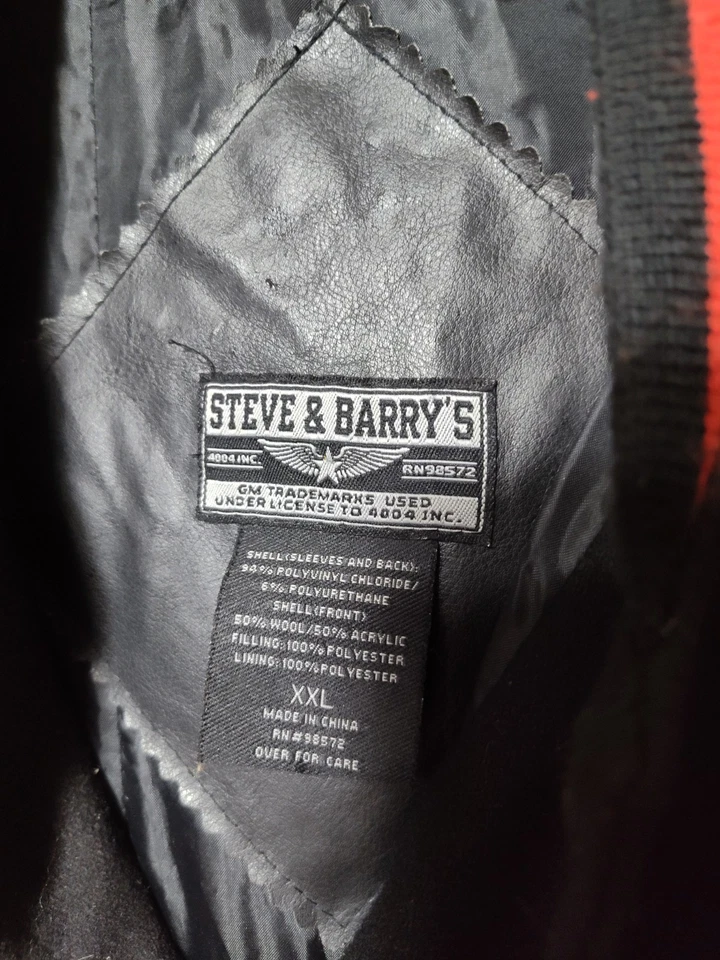 STEVE & BARRY'S
4004 INC. RN98572
GM TRADEMARKS USED
UNDER LICENSE TO 4004 INC.
SHELL(SLEEVES AND BACK):
94% POLYVINYL CHLORIDE/
6% POLYURETHANE
SHELL(FRONT)
50% WOOL/50% ACRYLIC
FILLING: 100% POLYESTER
LINING: 100% POLYESTER
XXL
MADE IN CHINA
RN#98572
OVER FOR CARE